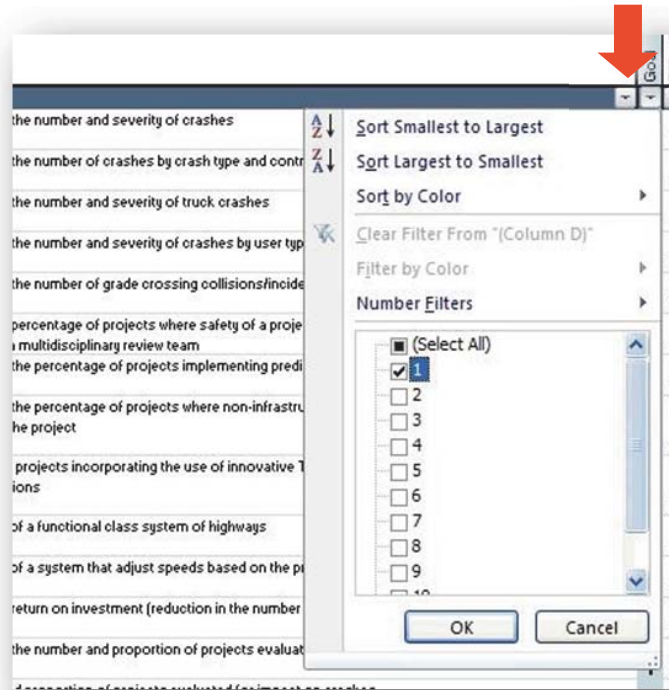 Goal
the number and severity of crashes
the number of crashes by crash type and contr
the number and severity of truck crashes
the number and severity of crashes by user typ
the number of grade crossing collisions/incide
percentage of projects where safety of a proje
multidisciplinary review team
the percentage of projects implementing predi
the percentage of projects where non-infrastru
he project
projects incorporating the use of innovative
ions
of a functional class system of highways
of a system that adjust speeds based on the pr
return on investment (reduction in the number
the number and proportion of projects evaluat
proportion of projects evaluated
Sort Smallest to Largest
Sort Largest to Smallest
Sort by Color
Clear Filter From "(Column D)"
Filter by Color
Number Filters
(Select All)
1
2
3
4
5
6
7
8
9
10
OK
Cancel